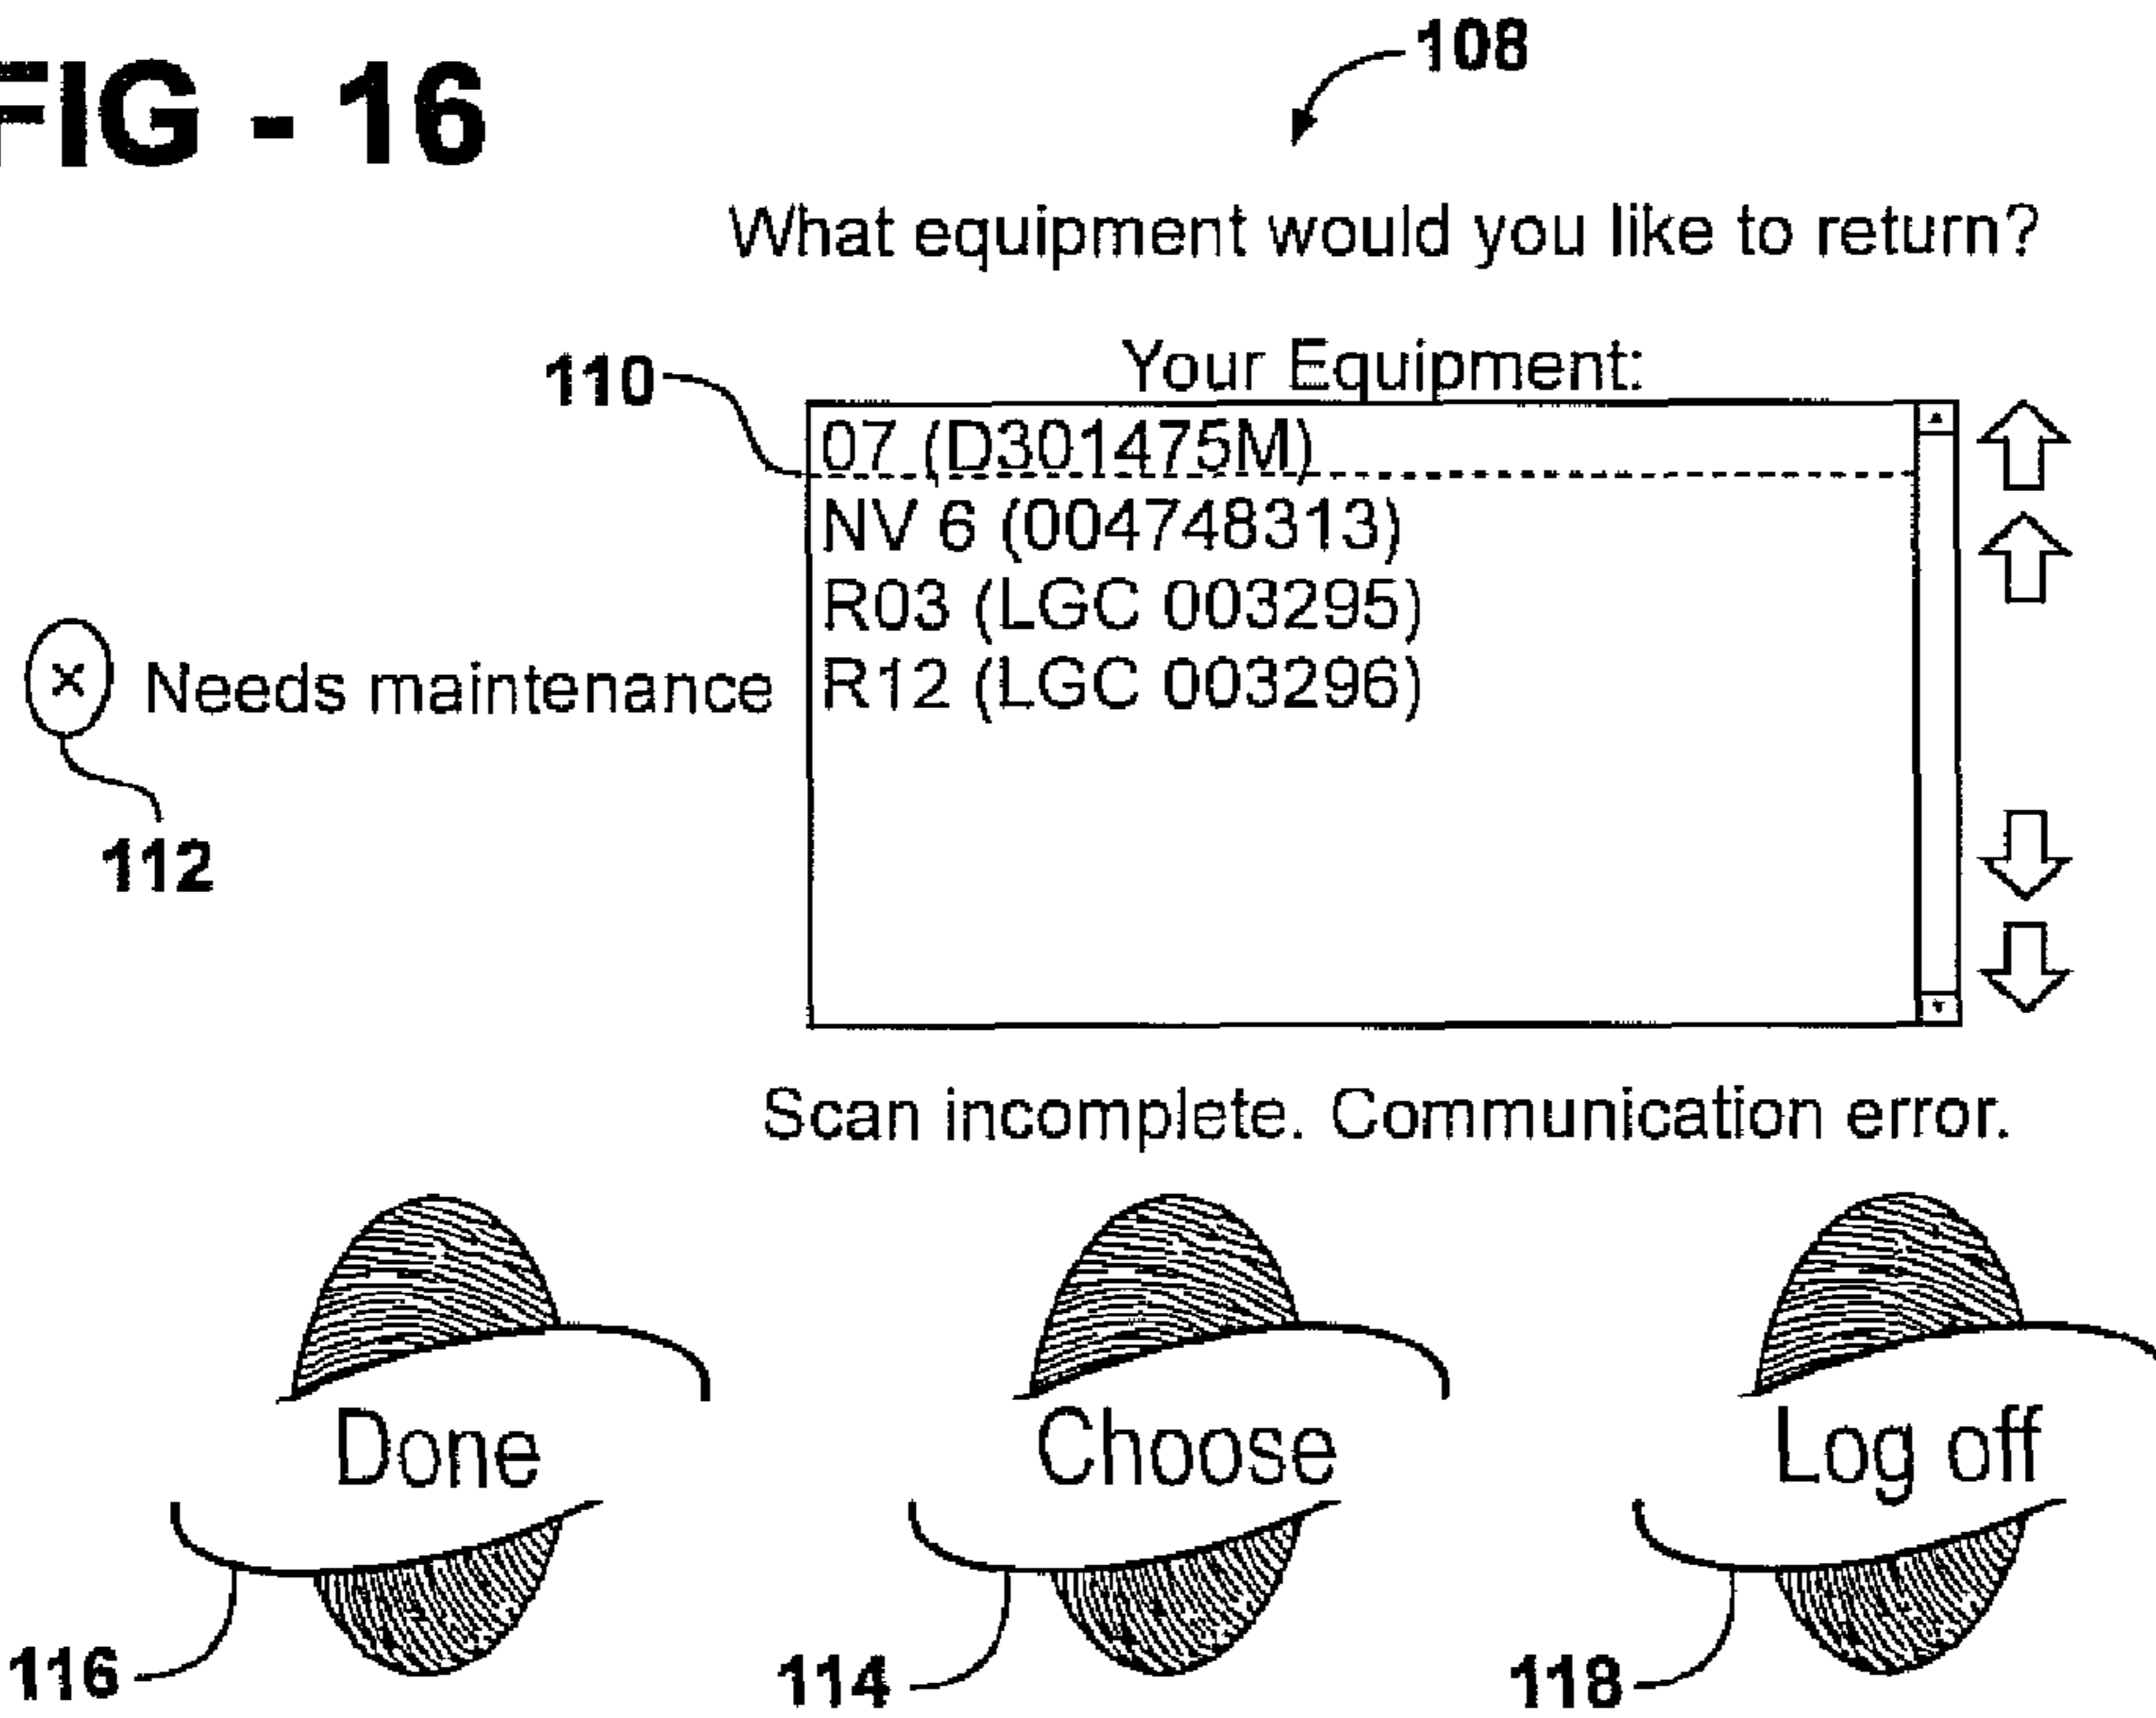 FIG - 16
108
What equipment would you like to return?
Your Equipment:
110
07 (D301475M)
NV 6 (004748313)
R03 (LGC 003295)
Needs maintenance
R12 (LGC 003296)
112
Scan incomplete. Communication error.
Done
Choose
Log off
116
114
118